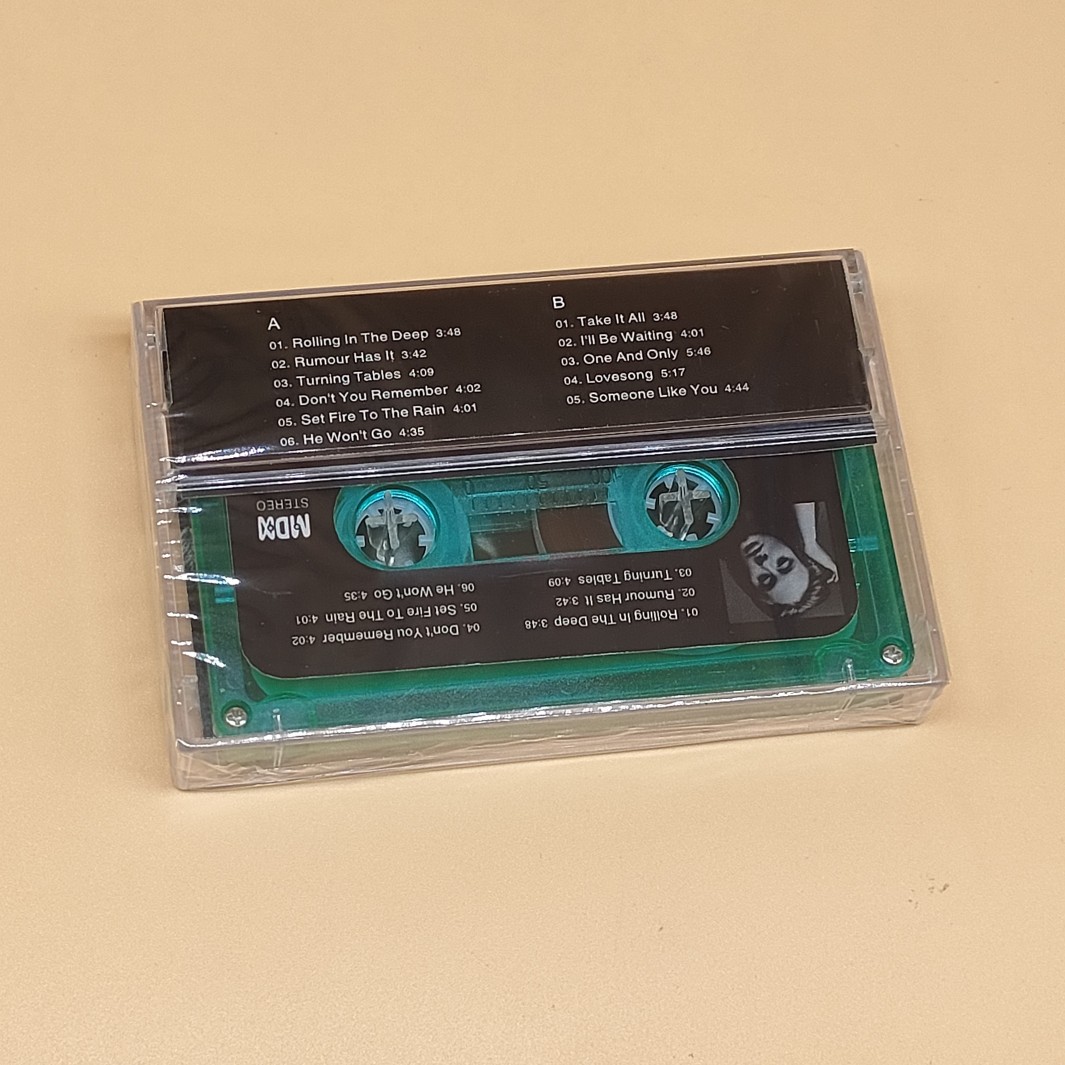 A
01. Rolling In The Deep 3:48
02. Rumour Has It 3:42
03. Turning Tables 4:09
04. Don't You Remember 4:02
05. Set Fire To The Rain 4:01
06. He Won't Go 4:35
B
01. Take It All 3:48
02. I'll Be Waiting 4:01
03. One And Only 5:46
04. Lovesong 5:17
05. Someone Like You 4:44
01. Rolling In The Deep 3:48
02. Rumour Has It 3:42
03. Turning Tables 4:09
04. Don't You Remember 4:02
05. Set Fire To The Rain 4:01
06. He Won't Go 4:35
STEREO
100 50 0